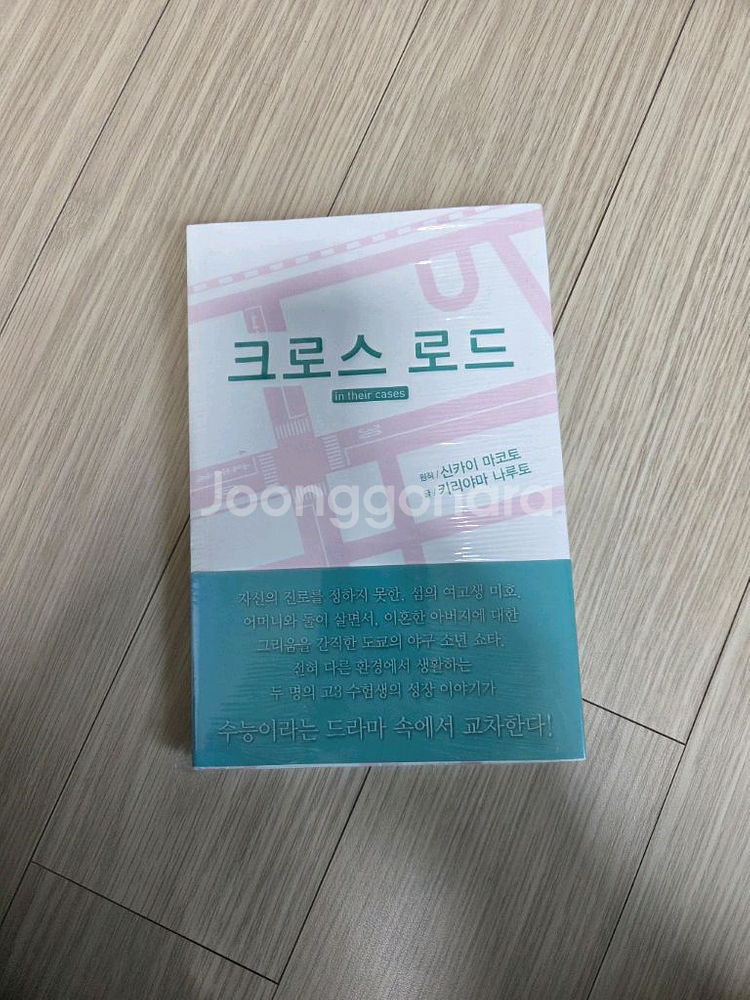 크로스 로드
in their cases
원작 / 신카이 마코토
글 / 키리야마 나루토
Joonggonara
자신의 진로를 정하지 못한, 섬의 여고생 미호.
어머니와 둘이 살면서, 이혼한 아버지에 대한
그리움을 간직한 도쿄의 야구 소년 쇼타.
전혀 다른 환경에서 생활하는
두 명의 고3 수험생의 성장 이야기가
수능이라는 드라마 속에서 교차한다!